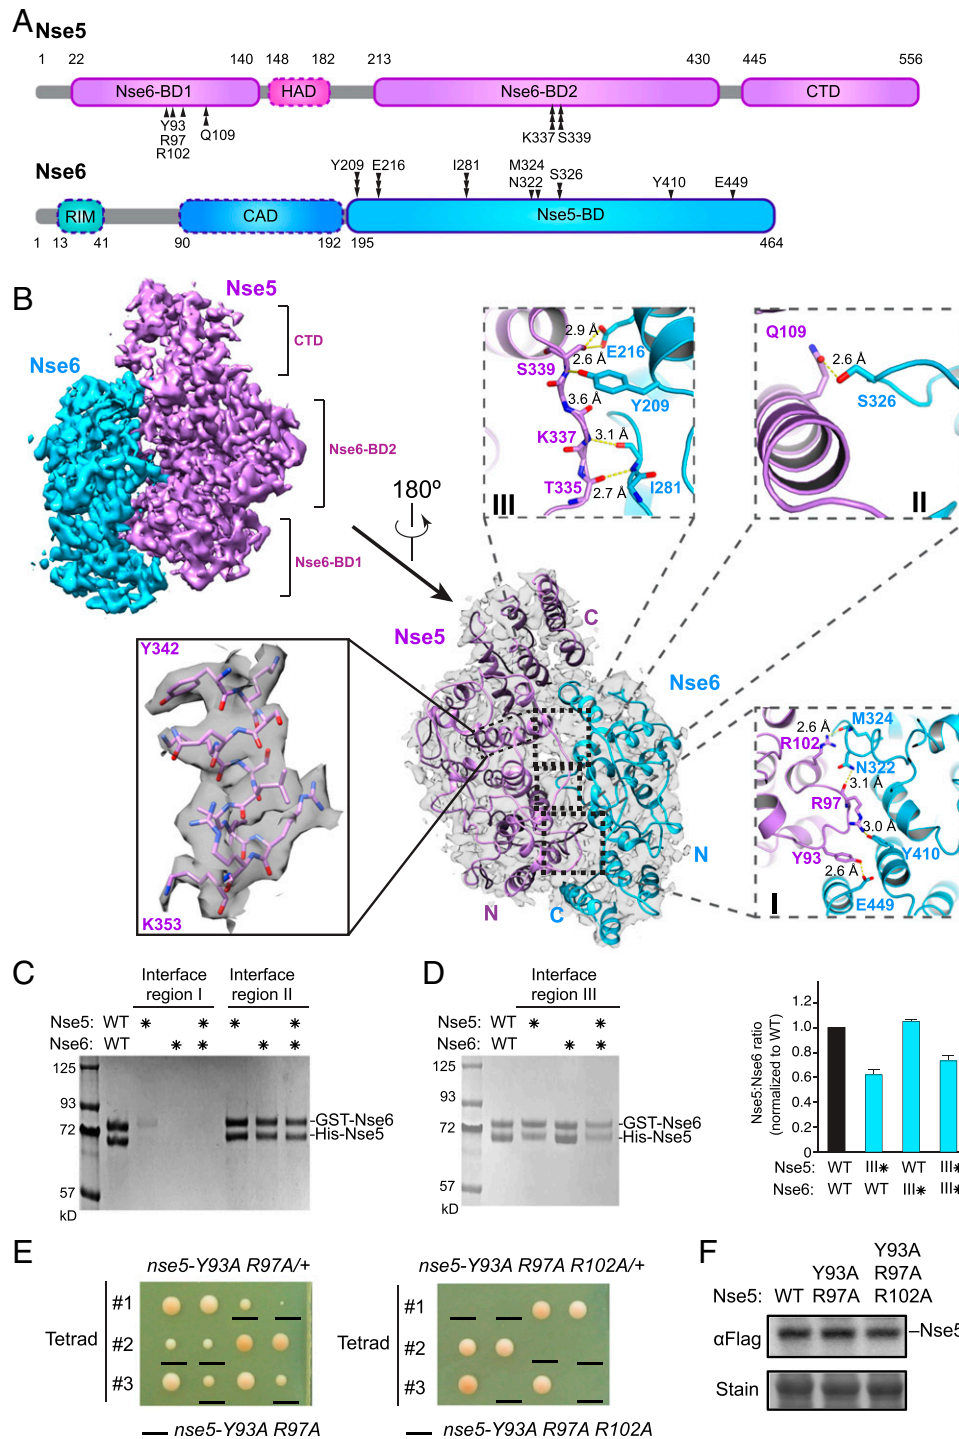 A
Nse5
1 22 140 148 182 213 430 445 556
Nse6-BD1 HAD Nse6-BD2 CTD
Y93
R97
R102
Q109
K337
S339
Nse6
Y209 E216 I281 M324
N322
S326 Y410 E449
RIM CAD Nse5-BD
1 13 41 90 192 195 464
B
Nse5
CTD
Nse6
Nse6-BD2
Nse6-BD1
180º
2.9 Å
E216
2.6 Å
S339
Y209
3.6 Å
K337
3.1 Å
T335
2.7 Å
I281
III
Q109
2.6 Å
S326
II
Y342
K353
Nse5
C
Nse6
N
N
C
M324
2.6 Å
R102
N322
3.1 Å
R97
3.0 Å
Y93
Y410
2.6 Å
E449
I
C
Interface
region I
Interface
region II
Nse5: WT * * * *
Nse6: WT * * * *
125
93
72
57
kD
-GST-Nse6
-His-Nse5
D
Interface
region III
Nse5: WT * *
Nse6: WT * *
125
93
72
57
kD
-GST-Nse6
-His-Nse5
Nse5:Nse6 ratio
(normalized to WT)
1.2
1.0
0.8
0.6
0.4
0.2
0
Nse5: WT III* WT III*
Nse6: WT WT III* III*
E
nse5-Y93A R97A/+
Tetrad
#1
#2
#3
nse5-Y93A R97A
nse5-Y93A R97A R102A/+
Tetrad
#1
#2
#3
nse5-Y93A R97A R102A
F
Nse5: WT
Y93A
R97A
Y93A
R97A
R102A
αFlag
–Nse5
Stain